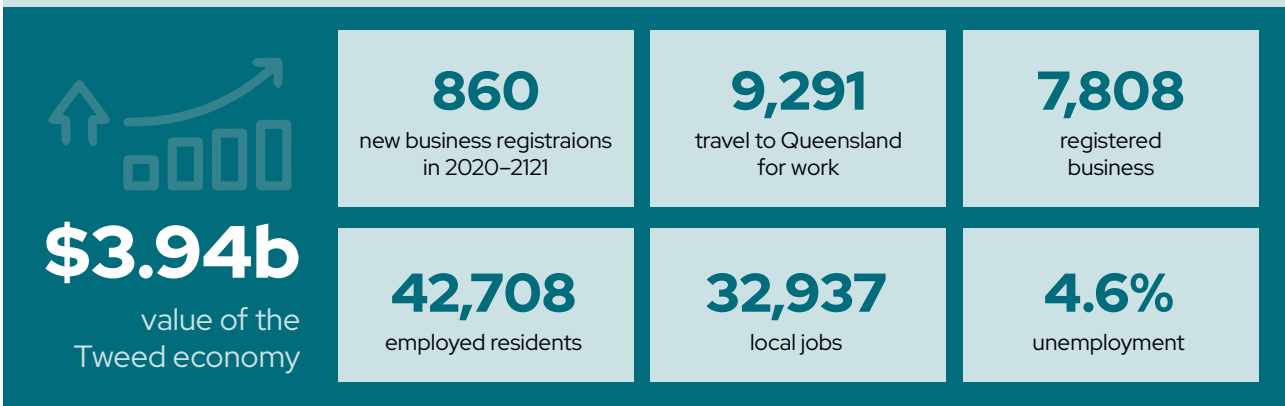 $3.94b
value of the
Tweed economy
860
new business registraions
in 2020–2121
9,291
travel to Queensland
for work
7,808
registered
business
42,708
employed residents
32,937
local jobs
4.6%
unemployment